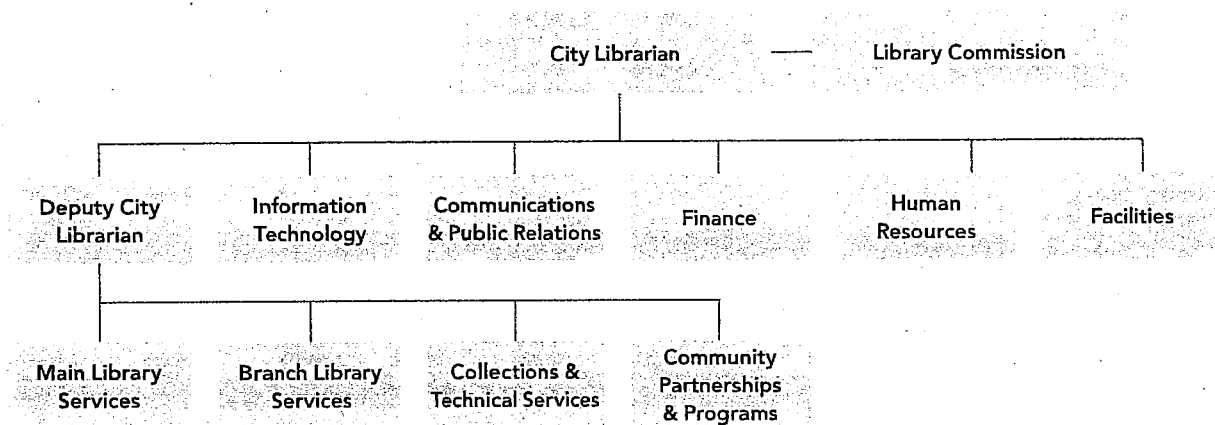 City Librarian
Library Commission
Deputy City
Librarian
Information
Technology
Communications
& Public Relations
Finance
Human
Resources
Facilities
Main Library
Services
Branch Library
Services
Collections &
Technical Services
Community
Partnerships
& Programs